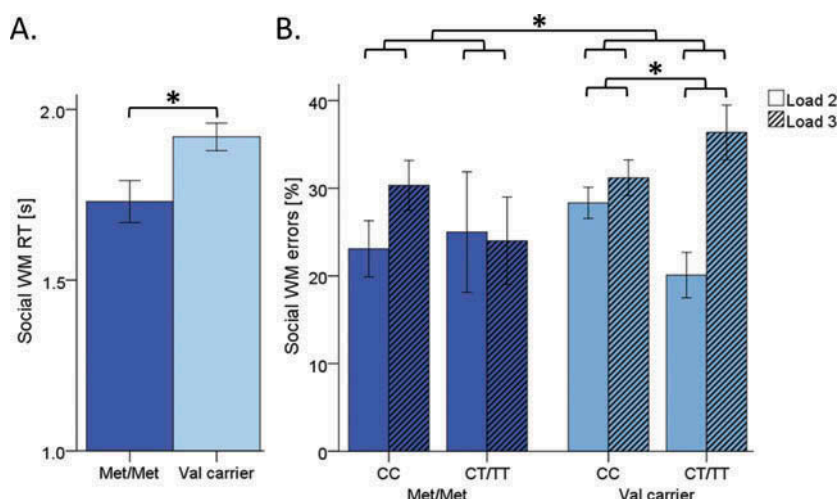 A.
B.
*
*
*
Load 2
Load 3
Social WM RT [s]
2.0
1.5
1.0
Met/Met Val carrier
Social WM errors [%]
40
30
20
10
0
CC CT/TT CC CT/TT
Met/Met Val carrier